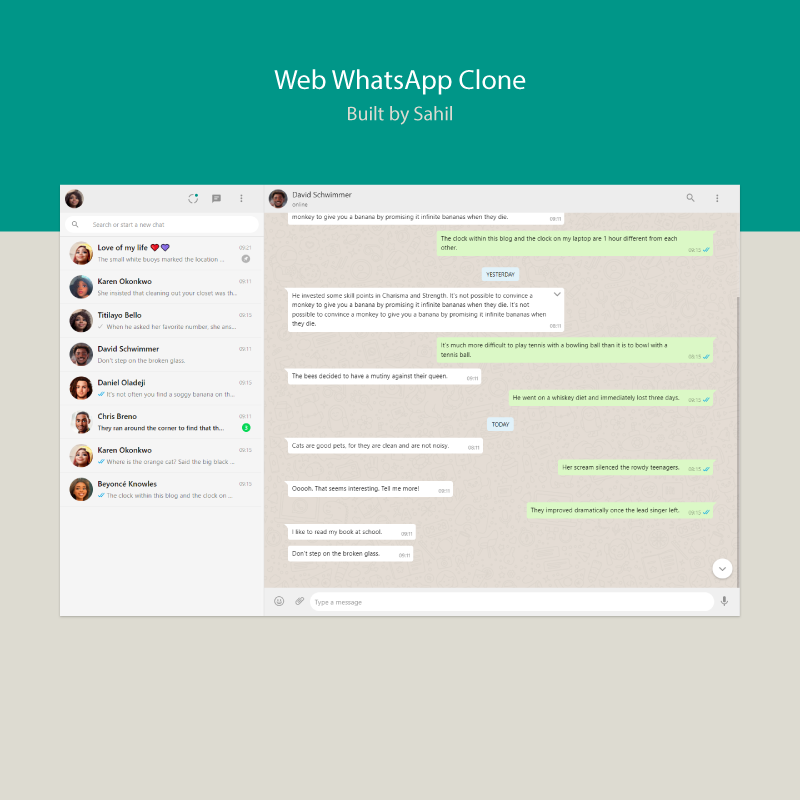 Web WhatsApp Clone
Built by Sahil
Search or start a new chat
Love of my life ❤️💜
09:21
The small white buoys marked the location ...
Karen Okonkwo
09:11
She insisted that cleaning out your closet was th...
Titilayo Bello
09:15
When he asked her favorite number, she ans...
David Schwimmer
09:11
Don't step on the broken glass.
Daniel Oladeji
09:15
It's not often you find a soggy banana on th...
Chris Breno
09:11
They ran around the corner to find that th...
3
Karen Okonkwo
09:15
Where is the orange cat? Said the big black ...
Beyoncé Knowles
09:15
The clock within this blog and the clock on ...
David Schwimmer
online
monkey to give you a banana by promising it infinite bananas when they die.
09:11
The clock within this blog and the clock on my laptop are 1 hour different from each
other.
09:15
YESTERDAY
He invested some skill points in Charisma and Strength. It's not possible to convince a
monkey to give you a banana by promising it infinite bananas when they die. It's not
possible to convince a monkey to give you a banana by promising it infinite bananas when
they die.
09:11
It's much more difficult to play tennis with a bowling ball than it is to bowl with a
tennis ball.
09:15
The bees decided to have a mutiny against their queen.
09:11
He went on a whiskey diet and immediately lost three days.
09:15
TODAY
Cats are good pets, for they are clean and are not noisy.
09:11
Her scream silenced the rowdy teenagers.
09:15
Ooooh. That seems interesting. Tell me more!
09:11
They improved dramatically once the lead singer left.
09:15
I like to read my book at school.
09:11
Don't step on the broken glass.
09:11
Type a message